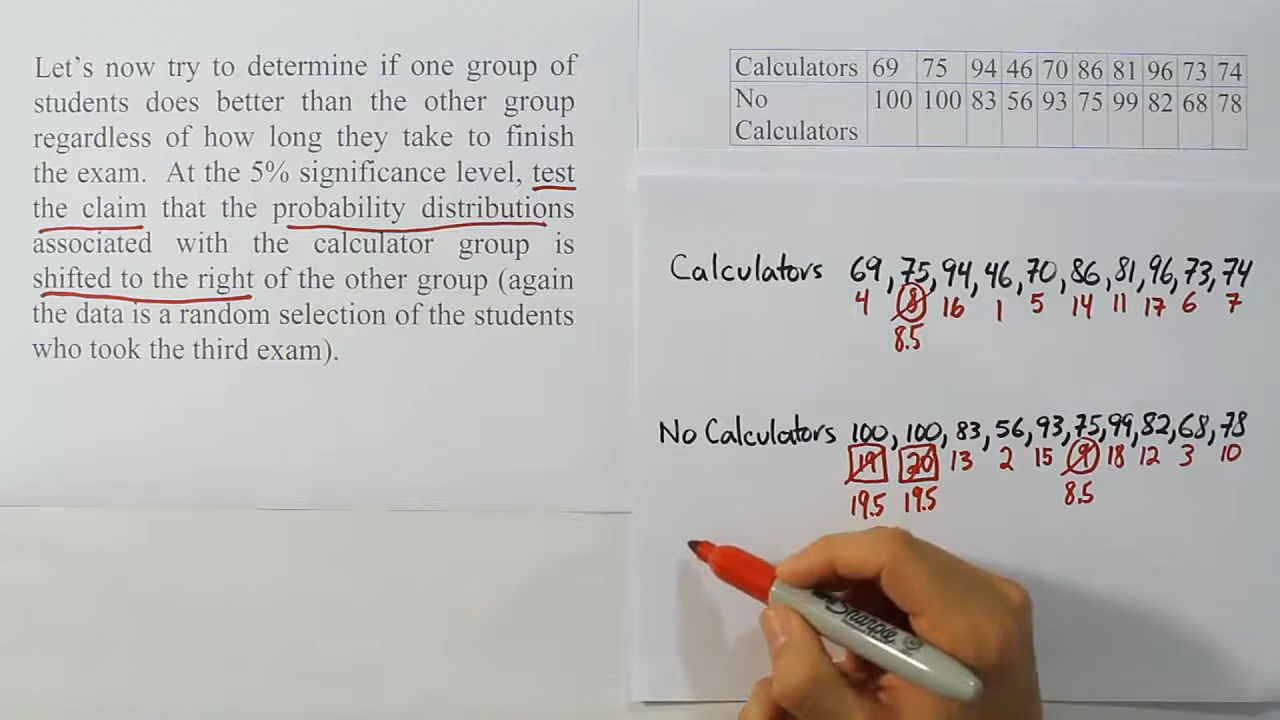 Let's now try to determine if one group of
students does better than the other group
regardless of how long they take to finish
the exam. At the 5% significance level, test
the claim that the probability distributions
associated with the calculator group is
shifted to the right of the other group (again
the data is a random selection of the students
who took the third exam).
Calculators 69 75 94 46 70 86 81 96 73 74
No 100 100 83 56 93 75 99 82 68 78
Calculators
Calculators 69, 75, 94, 46, 70, 86, 81, 96, 73, 74
4 8 16 1 5 14 11 17 6 7
8.5
No Calculators 100, 100, 83, 56, 93, 75, 99, 82, 68, 78
19 20 13 2 15 9 18 12 3 10
19.5 19.5 8.5
Sharpie